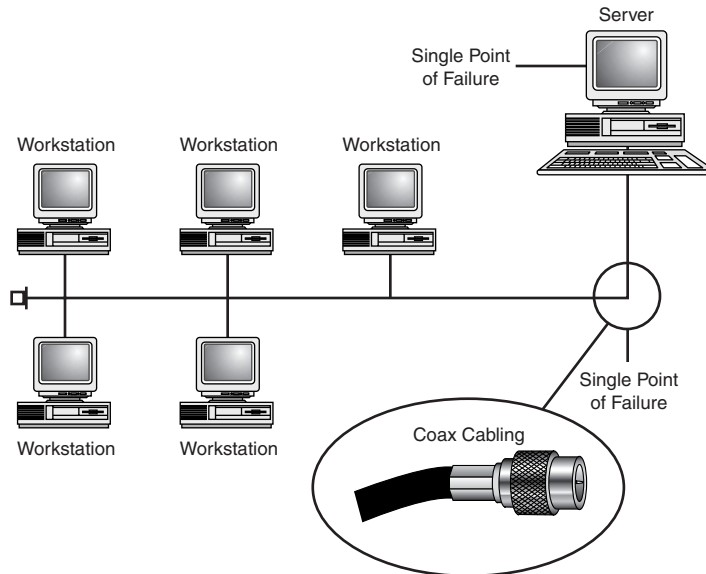 Server
Single Point
of Failure
Workstation
Workstation
Workstation
Single Point
of Failure
Workstation
Workstation
Coax Cabling